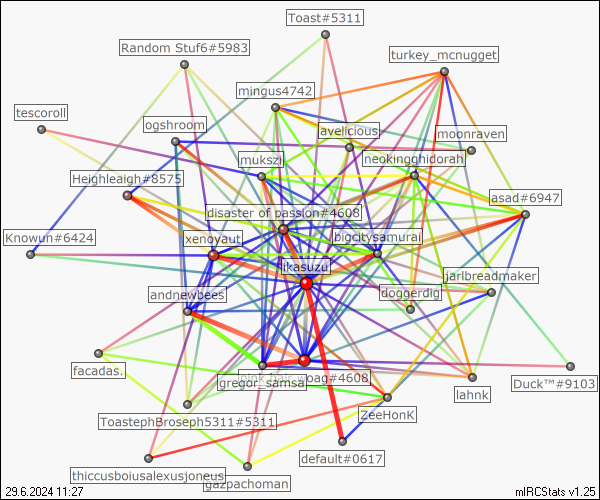 Toast#5311
Random Stuf6#5983
turkey_mcnugget
mingus4742
tescoroll
ogshroom
avelicious
moonraven
mukszi
neokingghidorah
Heighleaigh#8575
asad#6947
disaster of passion#4608
Knowun#6424
xenoyaut
bigcitysamurai
ikasuzu
jarlbreadmaker
andnewbees
doggerdig
facadas.
gregor_samsa
woag#4608
lahnk
Duck™#9103
ToastephBroseph5311#5311
ZeeHonK
default#0617
thiccusboiusalexusjoneus
gazpachoman
29.6.2024 11:27
mIRCStats v1.25